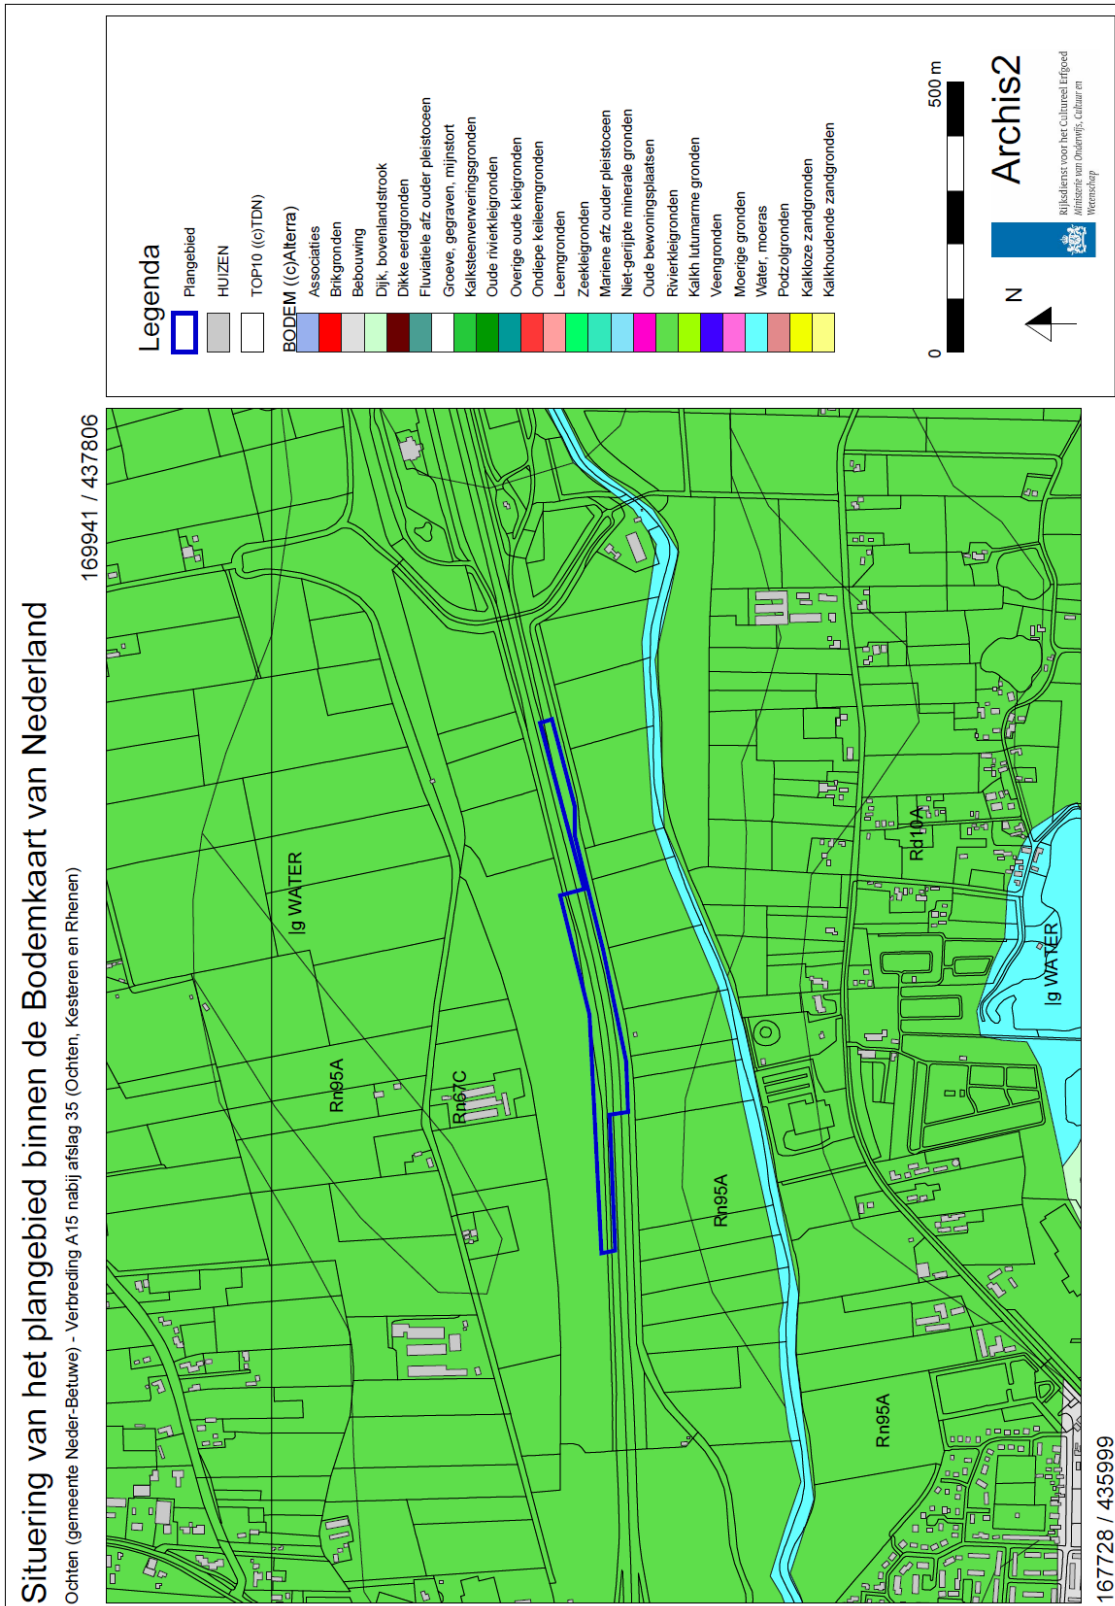 Situering van het plangebied binnen de Bodemkaart van Nederland
Ochten (gemeente Neder-Betuwe) - Verbreding A15 nabij afslag 35 (Ochten, Kesteren en Rhenen)
169941 / 437806
lg WATER
Rn95A
Rn67C
Rn95A
Rd10A
lg WATER
Rn95A
167728 / 435999
Legenda
Plangebied
HUIZEN
TOP10 ((c)TDN)
BODEM ((c)Alterra)
Associaties
Brikgronden
Bebouwing
Dijk, bovenlandstrook
Dikke eerdgronden
Fluviatiele afz ouder pleistoceen
Groeve, gegraven, mijnstort
Kalksteenverweringsgronden
Oude rivierkleigronden
Overige oude kleigronden
Ondiepe keileemgronden
Leemgronden
Zeekleigronden
Mariene afz ouder pleistoceen
Niet-gerijpte minerale gronden
Oude bewoningsplaatsen
Rivierkleigronden
Kalkh lutumarme gronden
Veengronden
Moerige gronden
Water, moeras
Podzolgronden
Kalkloze zandgronden
Kalkhoudende zandgronden
0
500 m
N
Archis2
Rijksdienst voor het Cultureel Erfgoed
Ministerie van Onderwijs, Cultuur en
Wetenschap